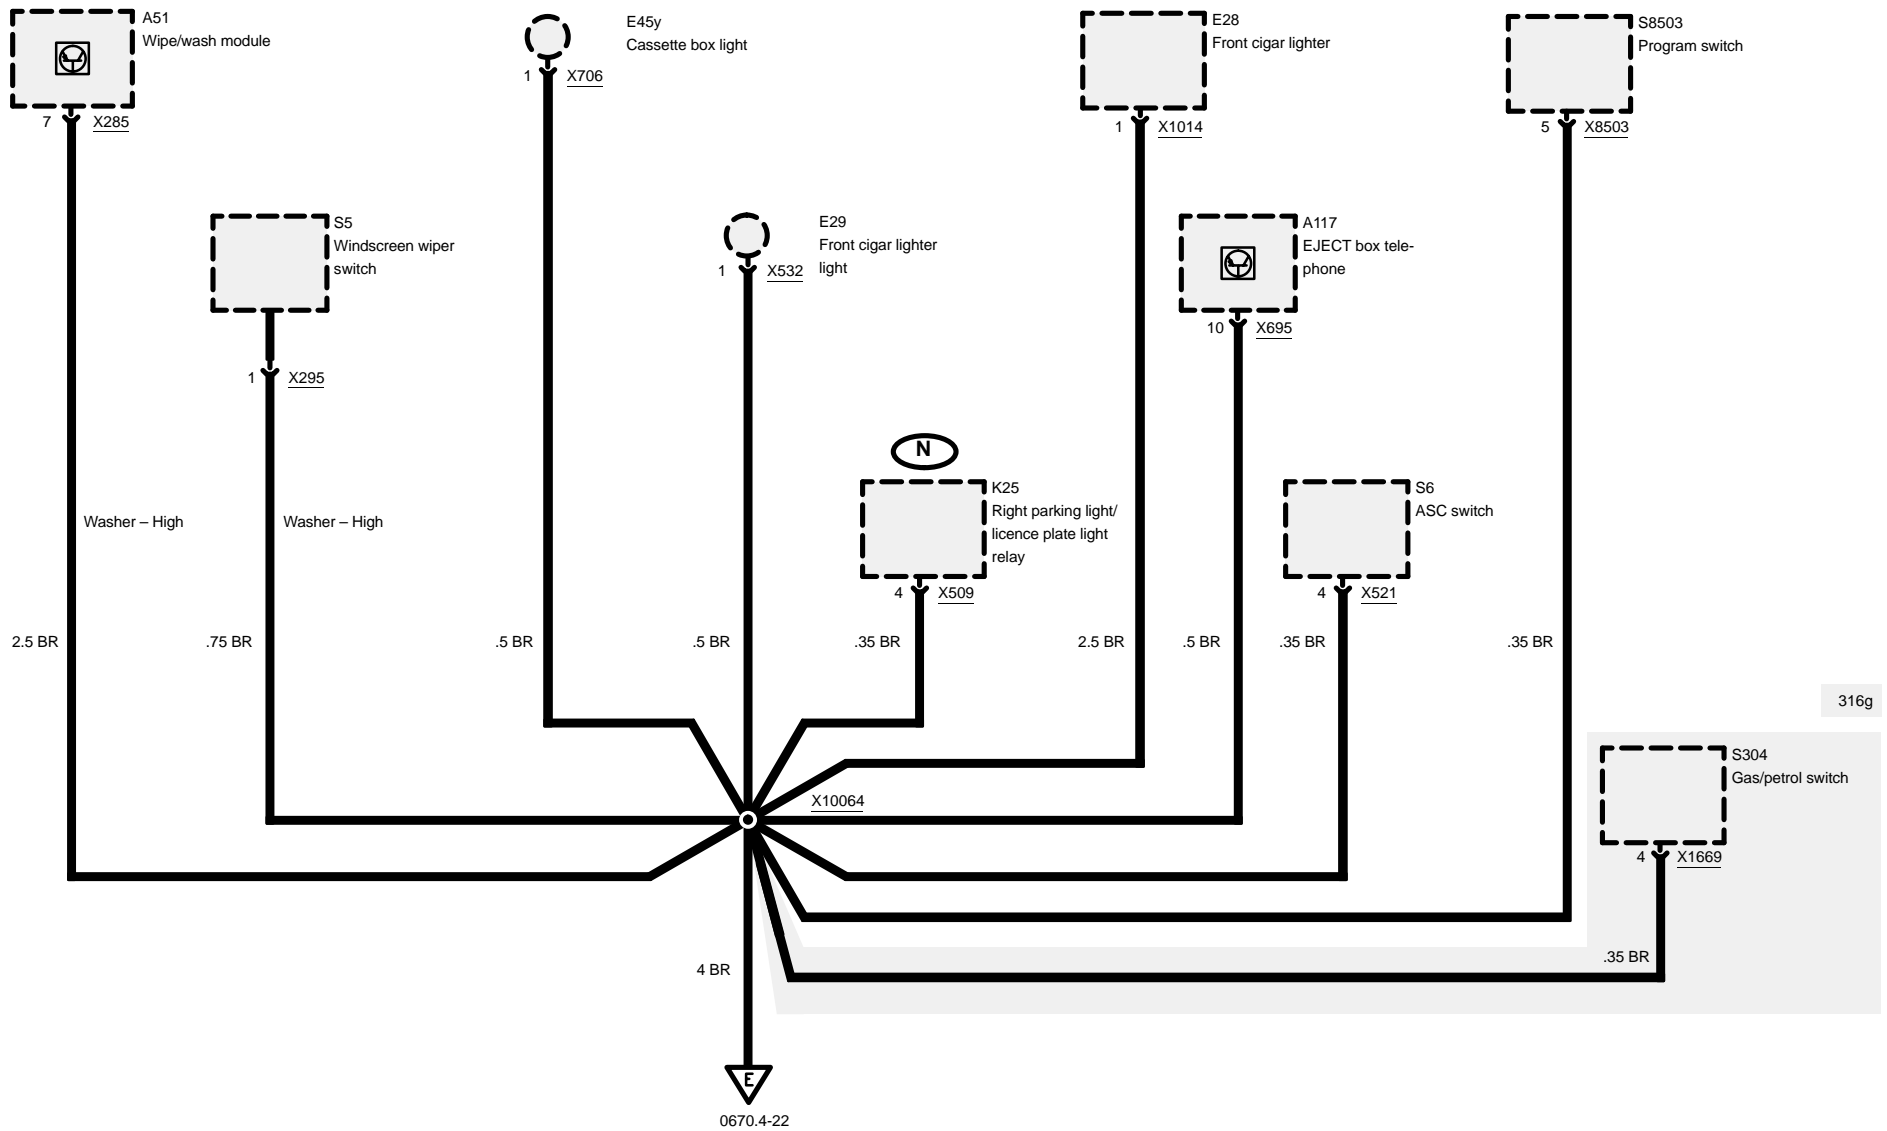 A51
Wipe/wash module
7 X285
E45y
Cassette box light
1 X706
E28
Front cigar lighter
1 X1014
S8503
Program switch
5 X8503
S5
Windscreen wiper
switch
1 X295
E29
Front cigar lighter
light
1 X532
A117
EJECT box tele-
phone
10 X695
N
K25
Right parking light/
licence plate light
relay
4 X509
S6
ASC switch
4 X521
Washer – High
Washer – High
2.5 BR
.75 BR
.5 BR
.5 BR
.35 BR
2.5 BR
.5 BR
.35 BR
.35 BR
316g
S304
Gas/petrol switch
4 X1669
X10064
.35 BR
4 BR
E
0670.4-22